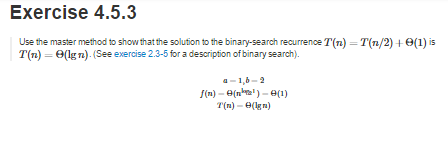 Exercise 4.5.3
Use the master method to show that the solution to the binary-search recurrence T(n) = T(n/2) + Θ(1) is
T(n) = Θ(lg n). (See exercise 2.3-5 for a description of binary search).
a = 1, b = 2
f(n) = Θ(n^lg 1) = Θ(1)
T(n) = Θ(lg n)